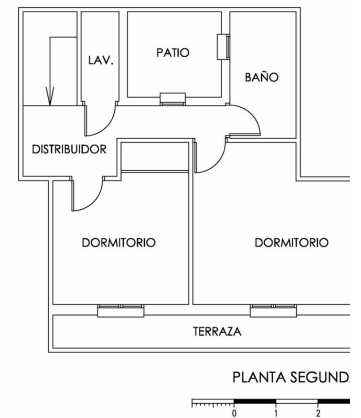 LAV.
PATIO
BAÑO
DISTRIBUIDOR
DORMITORIO
DORMITORIO
TERRAZA
PLANTA SEGUND
0 1 2